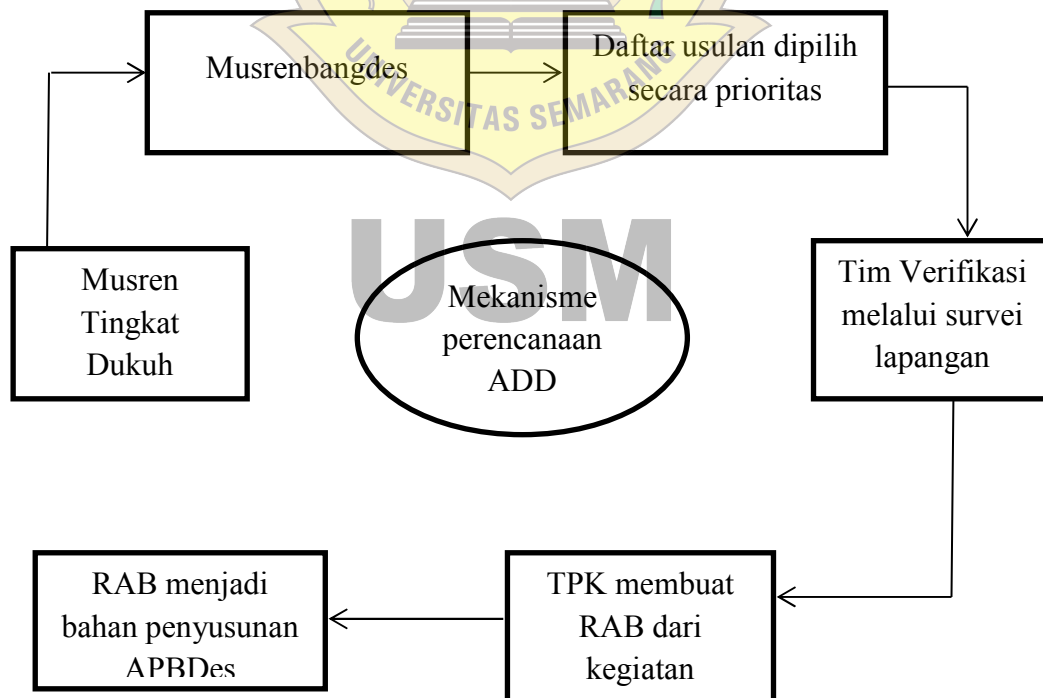 Musrenbangdes
Daftar usulan dipilih
secara prioritas
UNIVERSITAS SEMARANG
USM
Musren
Tingkat
Dukuh
Mekanisme
perencanaan
ADD
Tim Verifikasi
melalui survei
lapangan
RAB menjadi
bahan penyusunan
APBDes
TPK membuat
RAB dari
kegiatan